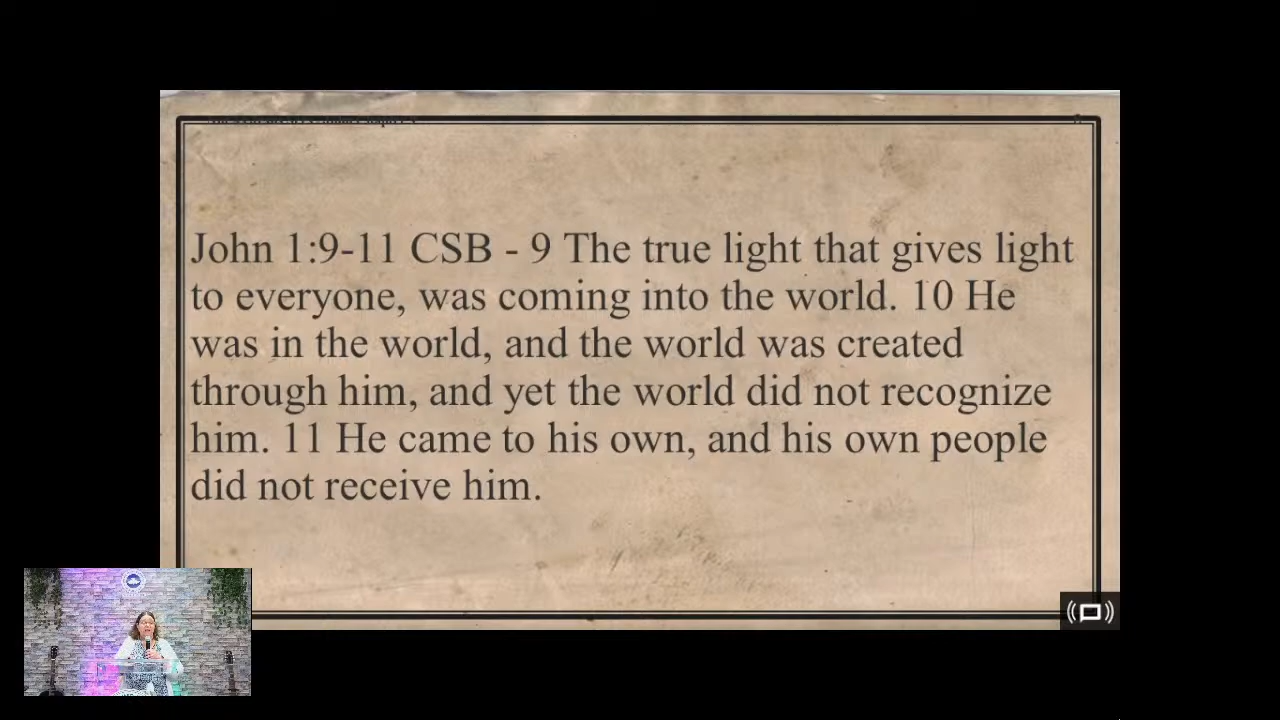 John 1:9-11 CSB - 9 The true light that gives light
to everyone, was coming into the world. 10 He
was in the world, and the world was created
through him, and yet the world did not recognize
him. 11 He came to his own, and his own people
did not receive him.